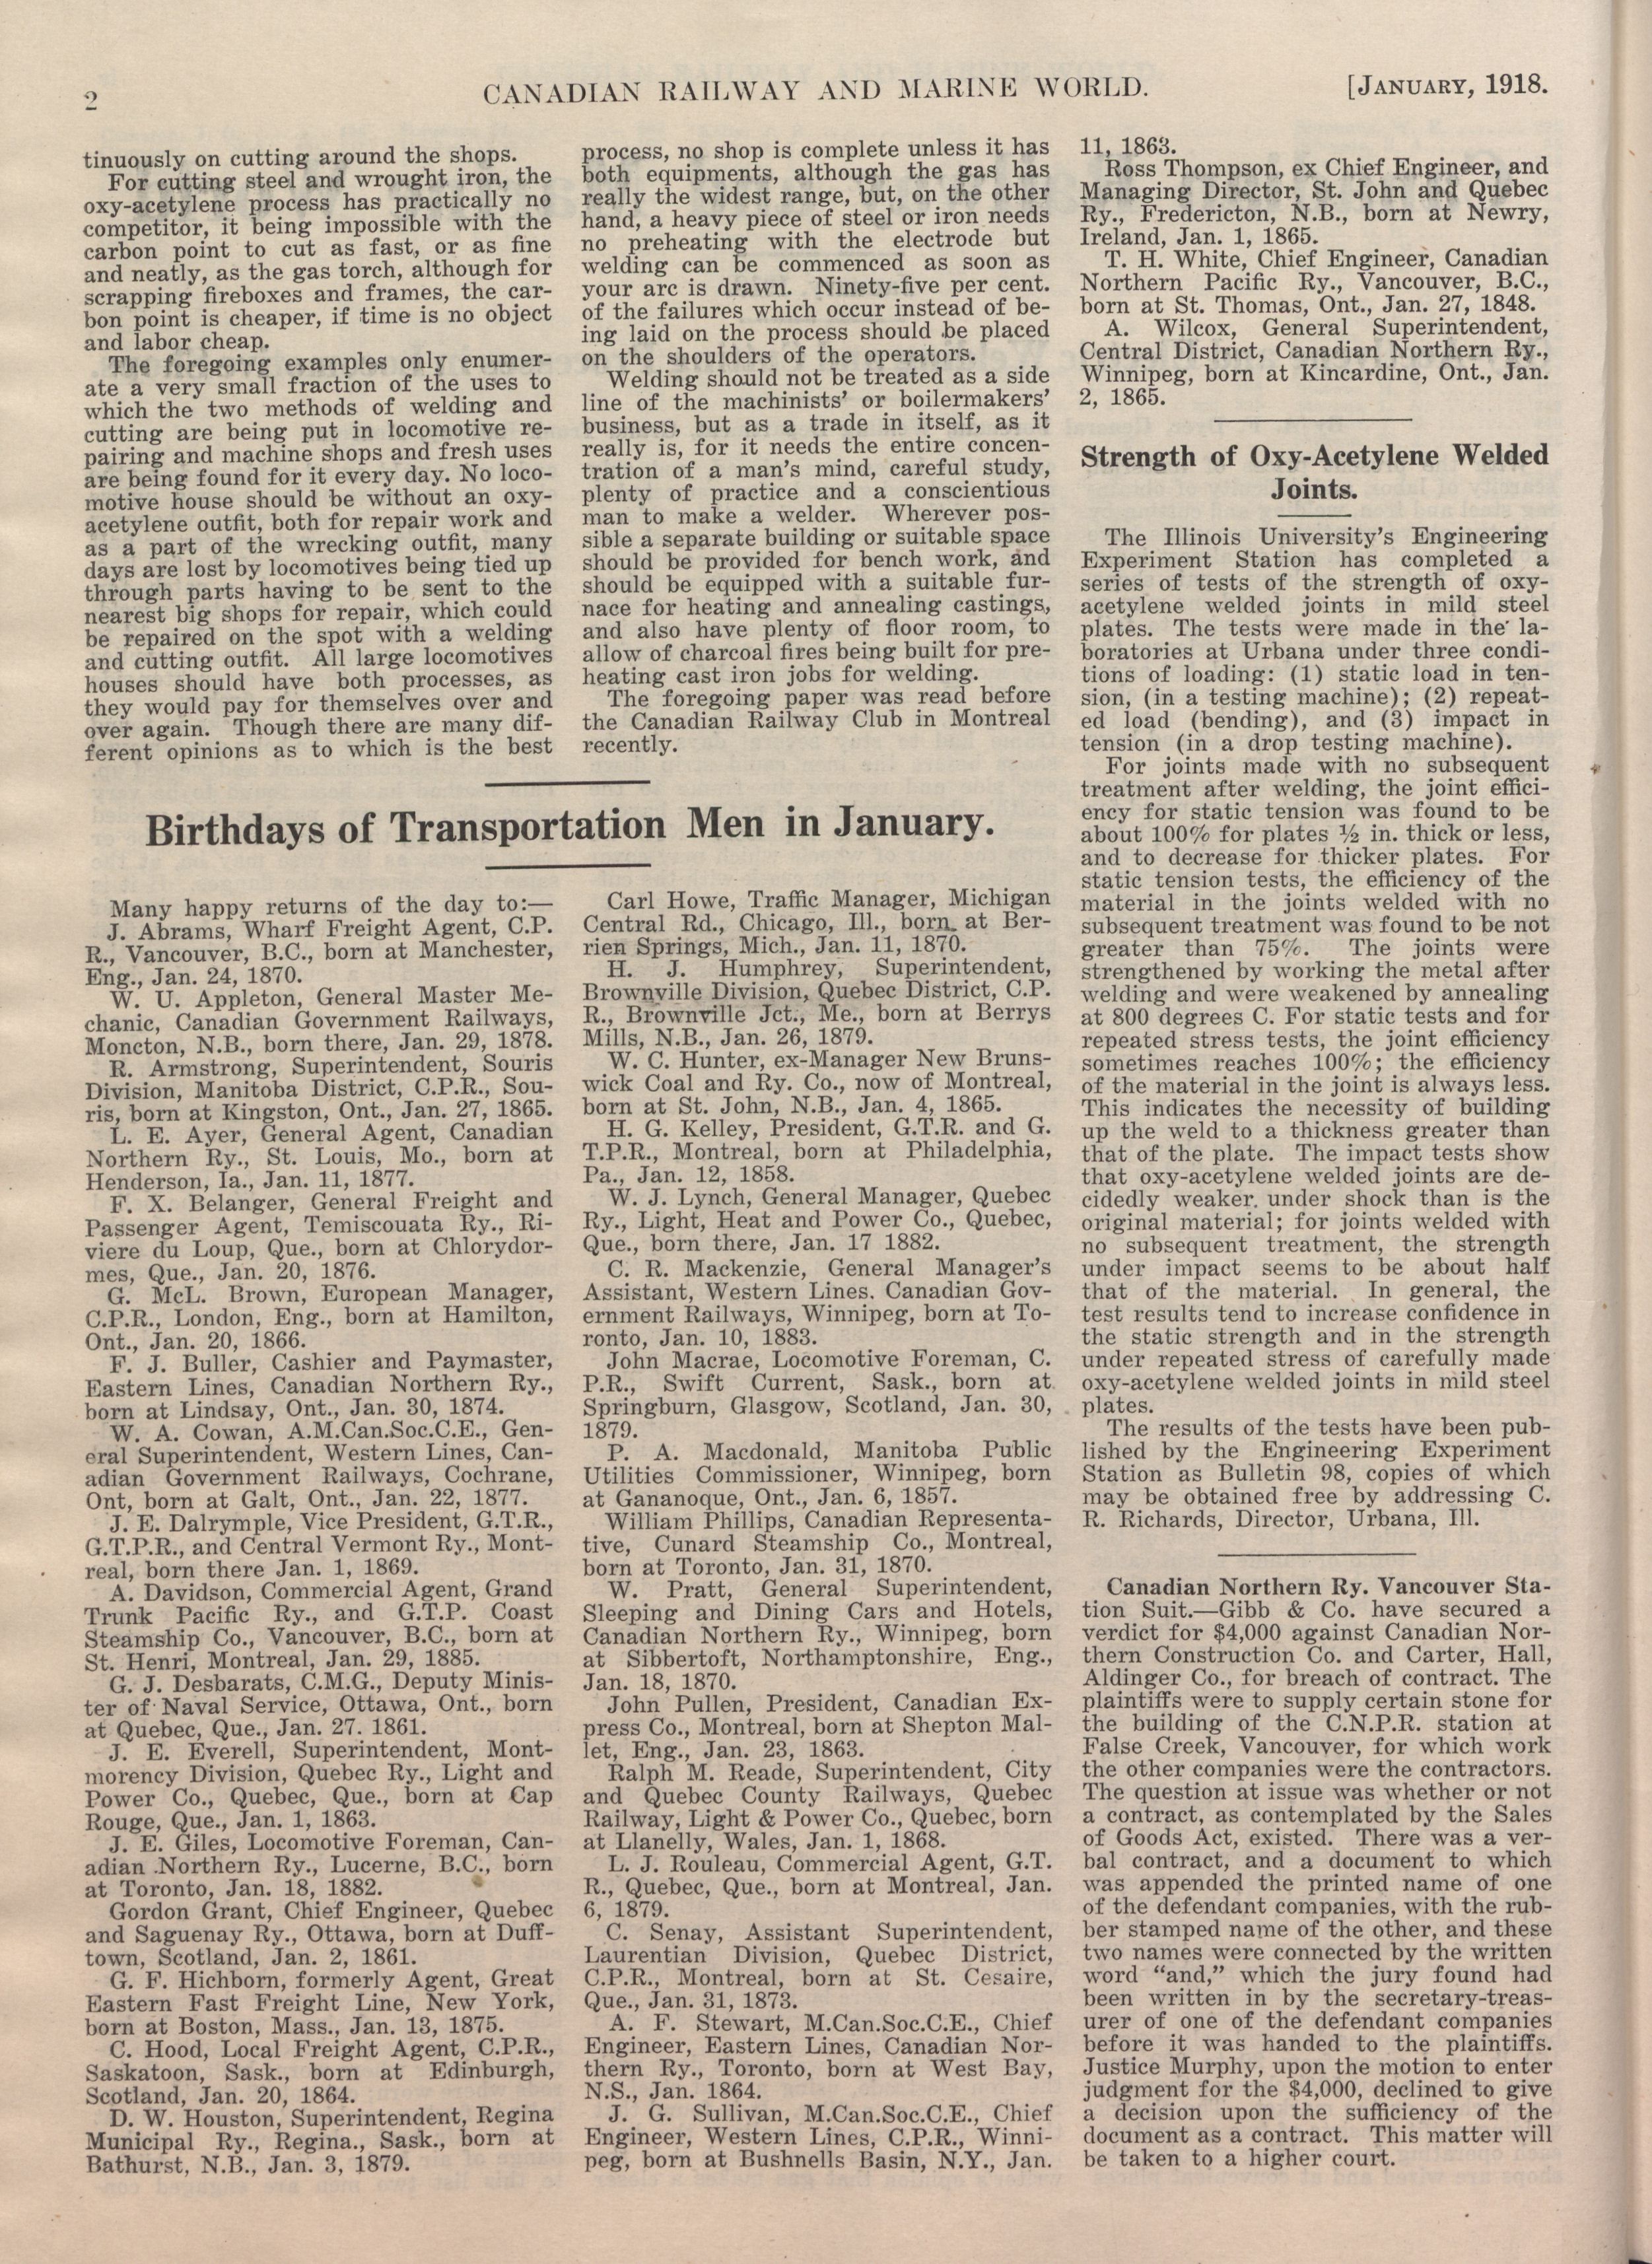 2
CANADIAN RAILWAY AND MARINE WORLD.
[JANUARY, 1918.
tinuously on cutting around the shops.
For cutting steel and wrought iron, the
oxy-acetylene process has practically no
competitor, it being impossible with the
carbon point to cut as fast, or as fine
and neatly, as the gas torch, although for
scrapping fireboxes and frames, the car-
bon point is cheaper, if time is no object
and labor cheap.
The foregoing examples only enumer-
ate a very small fraction of the uses to
which the two methods of welding and
cutting are being put in locomotive re-
pairing and machine shops and fresh uses
are being found for it every day. No loco-
motive house should be without an oxy-
acetylene outfit, both for repair work and
as a part of the wrecking outfit, many
days are lost by locomotives being tied up
through parts having to be sent to the
nearest big shops for repair, which could
be repaired on the spot with a welding
and cutting outfit. All large locomotives
houses should have both processes, as
they would pay for themselves over and
over again. Though there are many dif-
ferent opinions as to which is the best
process, no shop is complete unless it has
both equipments, although the gas has
really the widest range, but, on the other
hand, a heavy piece of steel or iron needs
no preheating with the electrode but
welding can be commenced as soon as
your arc is drawn. Ninety-five per cent.
of the failures which occur instead of be-
ing laid on the process should be placed
on the shoulders of the operators.
Welding should not be treated as a side
line of the machinists' or boilermakers'
business, but as a trade in itself, as it
really is, for it needs the entire concen-
tration of a man's mind, careful study,
plenty of practice and a conscientious
man to make a welder. Wherever pos-
sible a separate building or suitable space
should be provided for bench work, and
should be equipped with a suitable fur-
nace for heating and annealing castings,
and also have plenty of floor room, to
allow of charcoal fires being built for pre-
heating cast iron jobs for welding.
The foregoing paper was read before
the Canadian Railway Club in Montreal
recently.
Birthdays of Transportation Men in January.
Many happy returns of the day to:—
J. Abrams, Wharf Freight Agent, C.P.
R., Vancouver, B.C., born at Manchester,
Eng., Jan. 24, 1870.
W. U. Appleton, General Master Me-
chanic, Canadian Government Railways,
Moncton, N.B., born there, Jan. 29, 1878.
R. Armstrong, Superintendent, Souris
Division, Manitoba District, C.P.R., Sou-
ris, born at Kingston, Ont., Jan. 27, 1865.
L. E. Ayer, General Agent, Canadian
Northern Ry., St. Louis, Mo., born at
Henderson, Ia., Jan. 11, 1877.
F. X. Belanger, General Freight and
Passenger Agent, Temiscouata Ry., Ri-
viere du Loup, Que., born at Chlorydor-
mes, Que., Jan. 20, 1876.
G. McL. Brown, European Manager,
C.P.R., London, Eng., born at Hamilton,
Ont., Jan. 20, 1866.
F. J. Buller, Cashier and Paymaster,
Eastern Lines, Canadian Northern Ry.,
born at Lindsay, Ont., Jan. 30, 1874.
W. A. Cowan, A.M.Can.Soc.C.E., Gen-
eral Superintendent, Western Lines, Can-
adian Government Railways, Cochrane,
Ont, born at Galt, Ont., Jan. 22, 1877.
J. E. Dalrymple, Vice President, G.T.R.,
G.T.P.R., and Central Vermont Ry., Mont-
real, born there Jan. 1, 1869.
A. Davidson, Commercial Agent, Grand
Trunk Pacific Ry., and G.T.P. Coast
Steamship Co., Vancouver, B.C., born at
St. Henri, Montreal, Jan. 29, 1885.
G. J. Desbarats, C.M.G., Deputy Minis-
ter of Naval Service, Ottawa, Ont., born
at Quebec, Que., Jan. 27. 1861.
J. E. Everell, Superintendent, Mont-
morency Division, Quebec Ry., Light and
Power Co., Quebec, Que., born at Cap
Rouge, Que., Jan. 1, 1863.
J. E. Giles, Locomotive Foreman, Can-
adian Northern Ry., Lucerne, B.C., born
at Toronto, Jan. 18, 1882.
Gordon Grant, Chief Engineer, Quebec
and Saguenay Ry., Ottawa, born at Duff-
town, Scotland, Jan. 2, 1861.
G. F. Hichborn, formerly Agent, Great
Eastern Fast Freight Line, New York,
born at Boston, Mass., Jan. 13, 1875.
C. Hood, Local Freight Agent, C.P.R.,
Saskatoon, Sask., born at Edinburgh,
Scotland, Jan. 20, 1864.
D. W. Houston, Superintendent, Regina
Municipal Ry., Regina., Sask., born at
Bathurst, N.B., Jan. 3, 1879.
Carl Howe, Traffic Manager, Michigan
Central Rd., Chicago, Ill., born at Ber-
rien Springs, Mich., Jan. 11, 1870.
H. J. Humphrey, Superintendent,
Brownville Division, Quebec District, C.P.
R., Brownville Jct., Me., born at Berrys
Mills, N.B., Jan. 26, 1879.
W. C. Hunter, ex-Manager New Bruns-
wick Coal and Ry. Co., now of Montreal,
born at St. John, N.B., Jan. 4, 1865.
H. G. Kelley, President, G.T.R. and G.
T.P.R., Montreal, born at Philadelphia,
Pa., Jan. 12, 1858.
W. J. Lynch, General Manager, Quebec
Ry., Light, Heat and Power Co., Quebec,
Que., born there, Jan. 17 1882.
C. R. Mackenzie, General Manager's
Assistant, Western Lines. Canadian Gov-
ernment Railways, Winnipeg, born at To-
ronto, Jan. 10, 1883.
John Macrae, Locomotive Foreman, C.
P.R., Swift Current, Sask., born at
Springburn, Glasgow, Scotland, Jan. 30,
1879.
P. A. Macdonald, Manitoba Public
Utilities Commissioner, Winnipeg, born
at Gananoque, Ont., Jan. 6, 1857.
William Phillips, Canadian Representa-
tive, Cunard Steamship Co., Montreal,
born at Toronto, Jan. 31, 1870.
W. Pratt, General Superintendent,
Sleeping and Dining Cars and Hotels,
Canadian Northern Ry., Winnipeg, born
at Sibbertoft, Northamptonshire, Eng.,
Jan. 18, 1870.
John Pullen, President, Canadian Ex-
press Co., Montreal, born at Shepton Mal-
let, Eng., Jan. 23, 1863.
Ralph M. Reade, Superintendent, City
and Quebec County Railways, Quebec
Railway, Light & Power Co., Quebec, born
at Llanelly, Wales, Jan. 1, 1868.
L. J. Rouleau, Commercial Agent, G.T.
R., Quebec, Que., born at Montreal, Jan.
6, 1879.
C. Senay, Assistant Superintendent,
Laurentian Division, Quebec District,
C.P.R., Montreal, born at St. Cesaire,
Que., Jan. 31, 1873.
A. F. Stewart, M.Can.Soc.C.E., Chief
Engineer, Eastern Lines, Canadian Nor-
thern Ry., Toronto, born at West Bay,
N.S., Jan. 1864.
J. G. Sullivan, M.Can.Soc.C.E., Chief
Engineer, Western Lines, C.P.R., Winni-
peg, born at Bushnells Basin, N.Y., Jan.
11, 1863.
Ross Thompson, ex Chief Engineer, and
Managing Director, St. John and Quebec
Ry., Fredericton, N.B., born at Newry,
Ireland, Jan. 1, 1865.
T. H. White, Chief Engineer, Canadian
Northern Pacific Ry., Vancouver, B.C.,
born at St. Thomas, Ont., Jan. 27, 1848.
A. Wilcox, General Superintendent,
Central District, Canadian Northern Ry.,
Winnipeg, born at Kincardine, Ont., Jan.
2, 1865.
Strength of Oxy-Acetylene Welded
Joints.
The Illinois University's Engineering
Experiment Station has completed a
series of tests of the strength of oxy-
acetylene welded joints in mild steel
plates. The tests were made in the la-
boratories at Urbana under three condi-
tions of loading: (1) static load in ten-
sion, (in a testing machine); (2) repeat-
ed load (bending), and (3) impact in
tension (in a drop testing machine).
For joints made with no subsequent
treatment after welding, the joint effici-
ency for static tension was found to be
about 100% for plates ½ in. thick or less,
and to decrease for thicker plates. For
static tension tests, the efficiency of the
material in the joints welded with no
subsequent treatment was found to be not
greater than 75%. The joints were
strengthened by working the metal after
welding and were weakened by annealing
at 800 degrees C. For static tests and for
repeated stress tests, the joint efficiency
sometimes reaches 100%; the efficiency
of the material in the joint is always less.
This indicates the necessity of building
up the weld to a thickness greater than
that of the plate. The impact tests show
that oxy-acetylene welded joints are de-
cidedly weaker under shock than is the
original material; for joints welded with
no subsequent treatment, the strength
under impact seems to be about half
that of the material. In general, the
test results tend to increase confidence in
the static strength and in the strength
under repeated stress of carefully made
oxy-acetylene welded joints in mild steel
plates.
The results of the tests have been pub-
lished by the Engineering Experiment
Station as Bulletin 98, copies of which
may be obtained free by addressing C.
R. Richards, Director, Urbana, Ill.
Canadian Northern Ry. Vancouver Sta-
tion Suit.—Gibb & Co. have secured a
verdict for $4,000 against Canadian Nor-
thern Construction Co. and Carter, Hall,
Aldinger Co., for breach of contract. The
plaintiffs were to supply certain stone for
the building of the C.N.P.R. station at
False Creek, Vancouver, for which work
the other companies were the contractors.
The question at issue was whether or not
a contract, as contemplated by the Sales
of Goods Act, existed. There was a ver-
bal contract, and a document to which
was appended the printed name of one
of the defendant companies, with the rub-
ber stamped name of the other, and these
two names were connected by the written
word "and," which the jury found had
been written in by the secretary-treas-
urer of one of the defendant companies
before it was handed to the plaintiffs.
Justice Murphy, upon the motion to enter
judgment for the $4,000, declined to give
a decision upon the sufficiency of the
document as a contract. This matter will
be taken to a higher court.